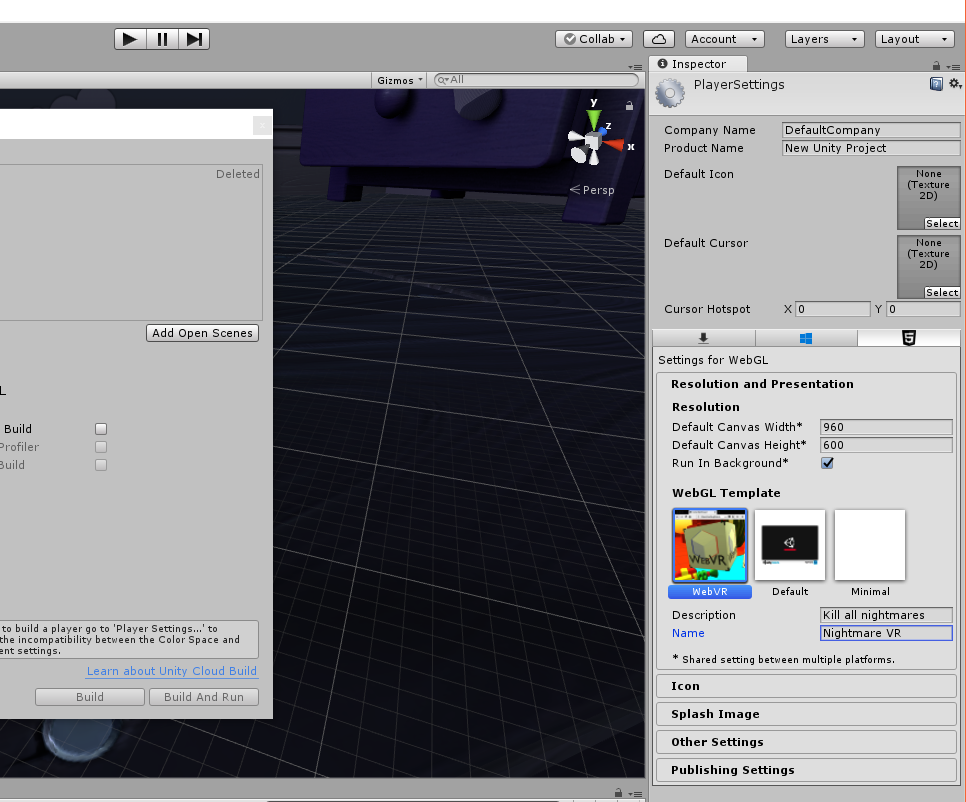 Collab
Account
Layers
Layout
Gizmos
All
Inspector
PlayerSettings
y
z
x
Persp
Deleted
Add Open Scenes
L
Build
Profiler
Build
to build a player go to 'Player Settings...' to
the incompatibility between the Color Space and
ent settings.
Learn about Unity Cloud Build
Build
Build And Run
Company Name
DefaultCompany
Product Name
New Unity Project
Default Icon
None
(Texture
2D)
Select
Default Cursor
None
(Texture
2D)
Select
Cursor Hotspot
X 0
Y 0
5
Settings for WebGL
Resolution and Presentation
Resolution
Default Canvas Width*
960
Default Canvas Height*
600
Run In Background*
WebGL Template
WEBVR
WebVR
Default
Minimal
Description
Kill all nightmares
Name
Nightmare VR
* Shared setting between multiple platforms.
Icon
Splash Image
Other Settings
Publishing Settings